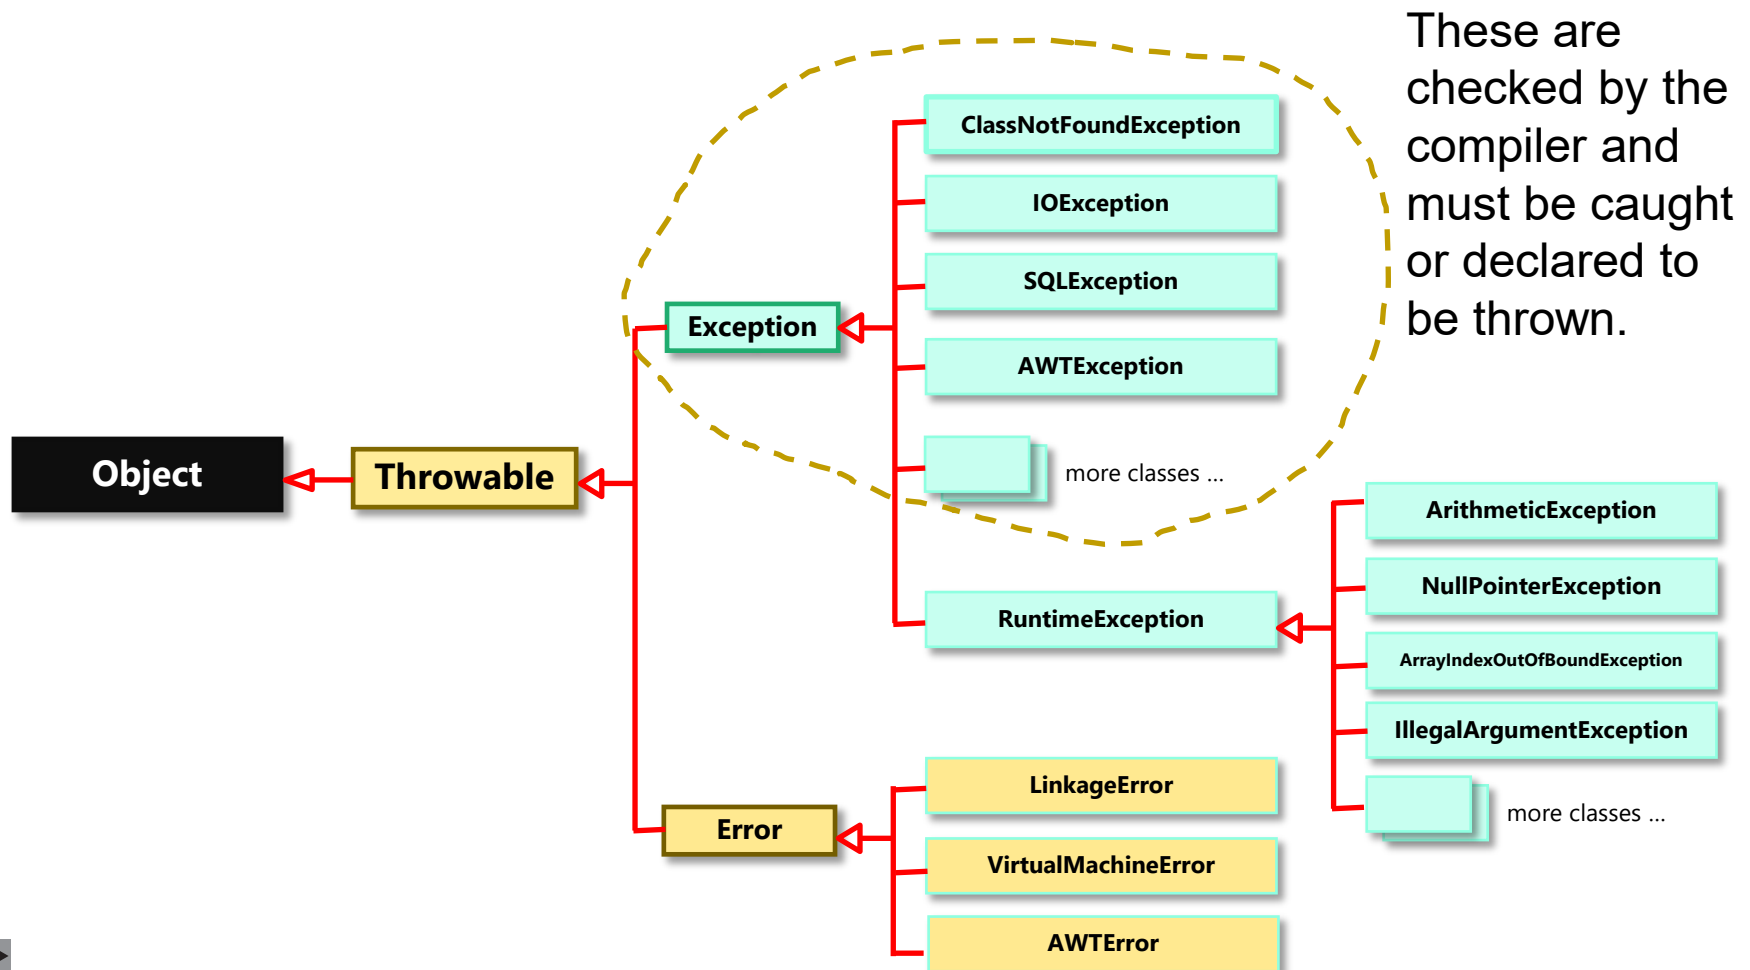 These are
checked by the
compiler and
must be caught
or declared to
be thrown.
ClassNotFoundException
IOException
SQLException
Exception
AWTException
Object
Throwable
more classes ...
ArithmeticException
NullPointerException
RuntimeException
ArrayIndexOutOfBoundException
IllegalArgumentException
LinkageError
more classes ...
Error
VirtualMachineError
AWTError